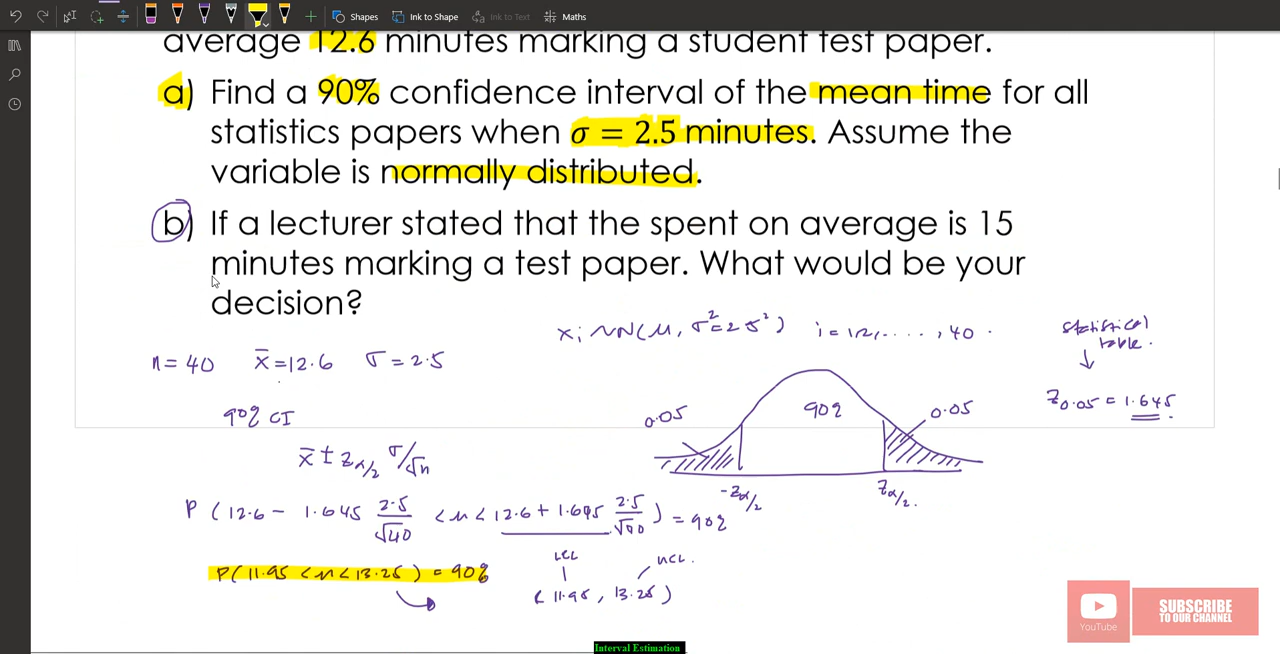 Shapes Ink to Shape Ink to Text Maths
average 12.6 minutes marking a student test paper.
a) Find a 90% confidence interval of the mean time for all
statistics papers when σ = 2.5 minutes. Assume the
variable is normally distributed.
b) If a lecturer stated that the spent on average is 15
minutes marking a test paper. What would be your
decision?
xi ~ N(μ, σ²=2.5²) i=1,2,....,40.
statistical
table.
n=40 x̄=12.6 σ=2.5
z0.05 = 1.645
0.05 90% 0.05
90% CI
x̄ ± zα/2 σ/√n
-zα/2 zα/2.
P(12.6 - 1.645 2.5/√40 < μ < 12.6 + 1.645 2.5/√40) = 90%
LCL UCL.
P(11.95 < μ < 13.25) = 90%
(11.95, 13.25)
YouTube
SUBSCRIBE
TO OUR CHANNEL
Interval Estimation